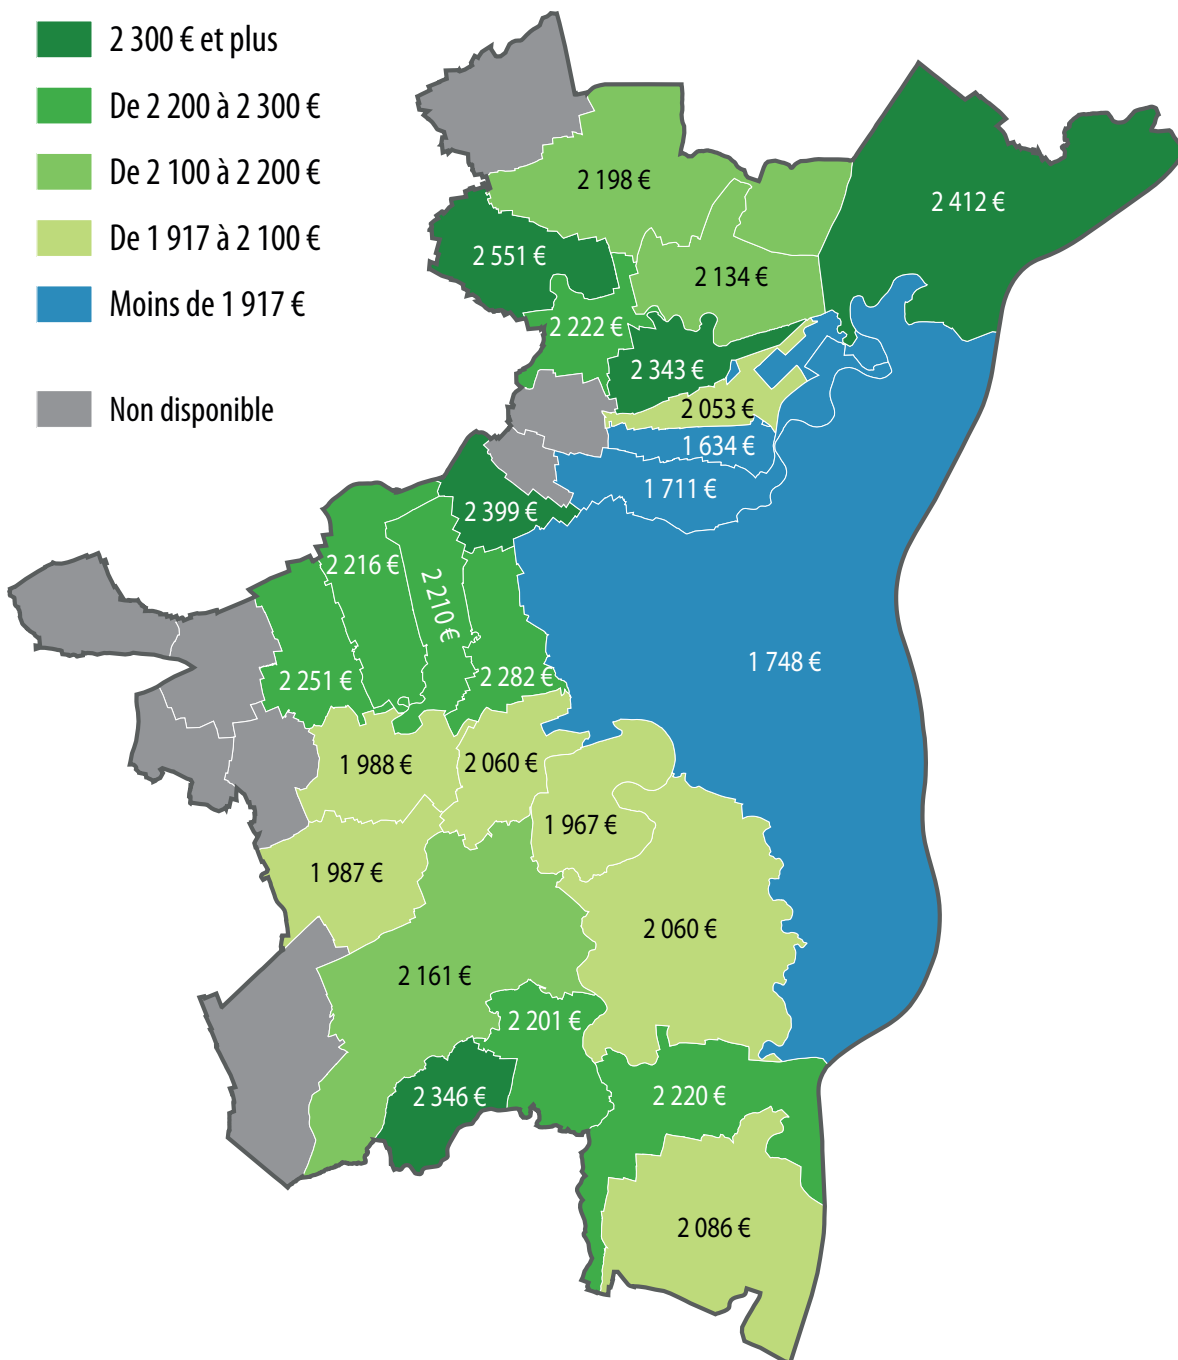 2 300 € et plus
De 2 200 à 2 300 €
De 2 100 à 2 200 €
De 1 917 à 2 100 €
Moins de 1 917 €
Non disponible
2 198 €
2 412 €
2 551 €
2 134 €
2 222 €
2 343 €
2 053 €
1 634 €
1 711 €
2 399 €
2 216 €
2 210 €
2 251 €
2 282 €
1 748 €
1 988 €
2 060 €
1 967 €
1 987 €
2 060 €
2 161 €
2 201 €
2 346 €
2 220 €
2 086 €